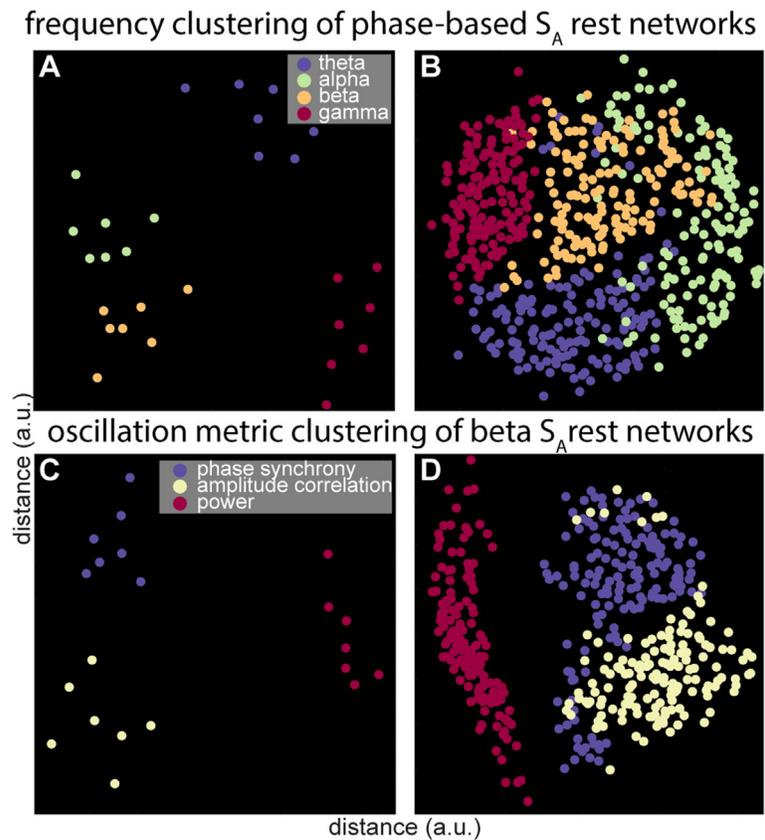 frequency clustering of phase-based SA rest networks
A
theta
alpha
beta
gamma
B
distance (a.u.)
oscillation metric clustering of beta SA rest networks
C
phase synchrony
amplitude correlation
power
D
distance (a.u.)